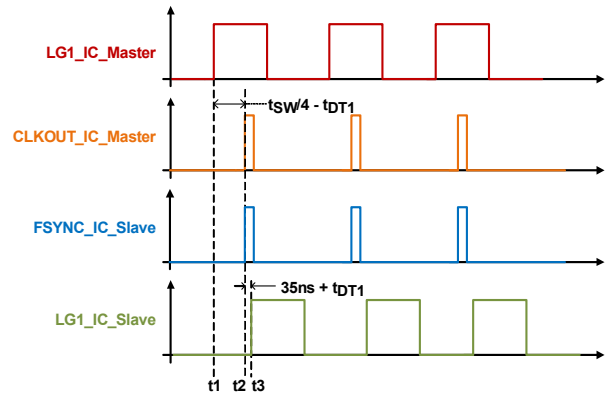 LG1_IC_Master
tSW/4 - tDT1
CLKOUT_IC_Master
FSYNC_IC_Slave
35ns + tDT1
LG1_IC_Slave
t1 t2 t3